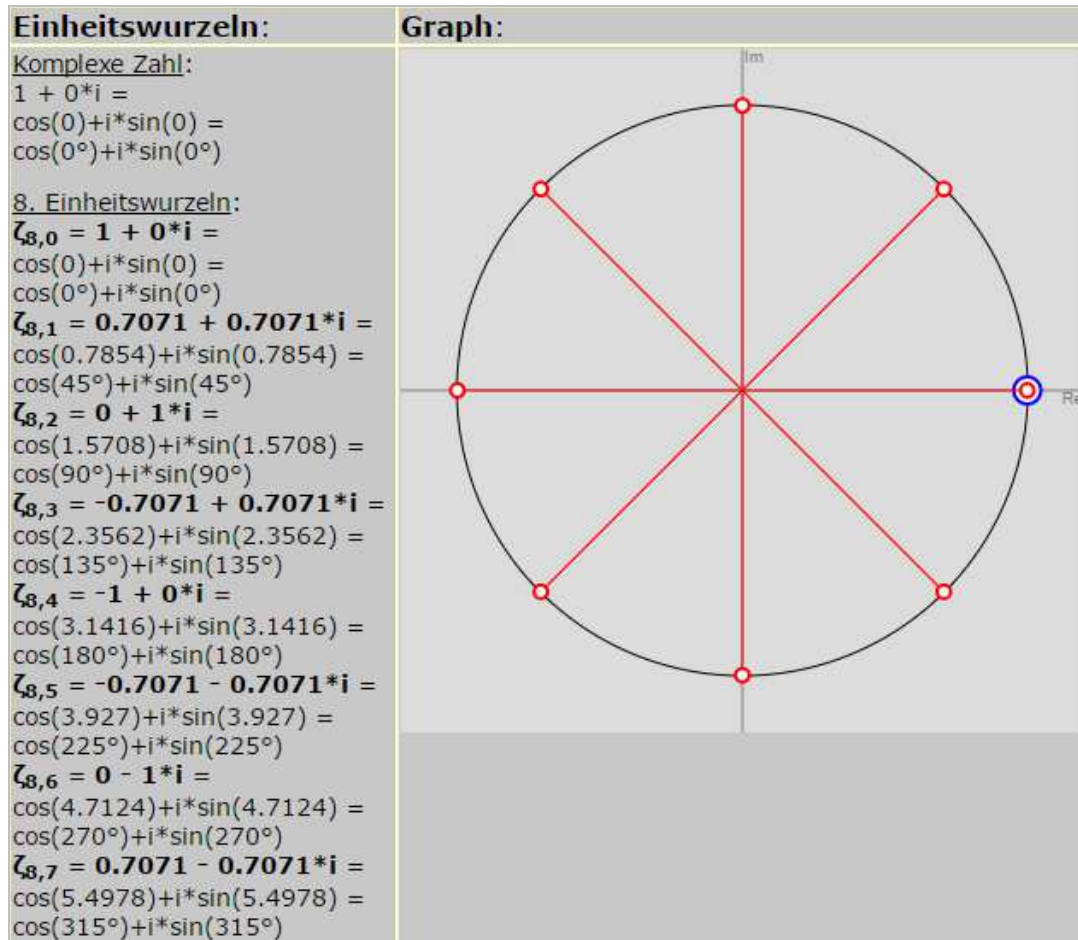 Einheitswurzeln:
Komplexe Zahl:
1 + 0*i =
cos(0)+i*sin(0) =
cos(0°)+i*sin(0°)
8. Einheitswurzeln:
ζ8,0 = 1 + 0*i =
cos(0)+i*sin(0) =
cos(0°)+i*sin(0°)
ζ8,1 = 0.7071 + 0.7071*i =
cos(0.7854)+i*sin(0.7854) =
cos(45°)+i*sin(45°)
ζ8,2 = 0 + 1*i =
cos(1.5708)+i*sin(1.5708) =
cos(90°)+i*sin(90°)
ζ8,3 = -0.7071 + 0.7071*i =
cos(2.3562)+i*sin(2.3562) =
cos(135°)+i*sin(135°)
ζ8,4 = -1 + 0*i =
cos(3.1416)+i*sin(3.1416) =
cos(180°)+i*sin(180°)
ζ8,5 = -0.7071 - 0.7071*i =
cos(3.927)+i*sin(3.927) =
cos(225°)+i*sin(225°)
ζ8,6 = 0 - 1*i =
cos(4.7124)+i*sin(4.7124) =
cos(270°)+i*sin(270°)
ζ8,7 = 0.7071 - 0.7071*i =
cos(5.4978)+i*sin(5.4978) =
cos(315°)+i*sin(315°)
Graph:
Im
Re